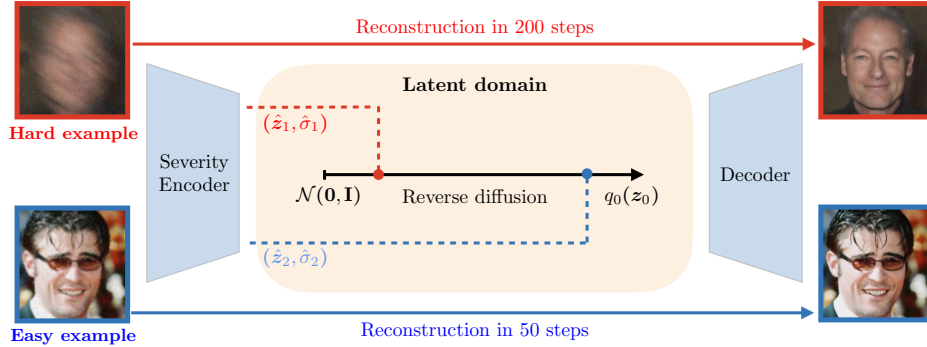 Reconstruction in 200 steps
Latent domain
Hard example
(ẑ₁, σ̂₁)
Severity
Encoder
Decoder
𝒩(0, I)
Reverse diffusion
q₀(z₀)
(ẑ₂, σ̂₂)
Reconstruction in 50 steps
Easy example